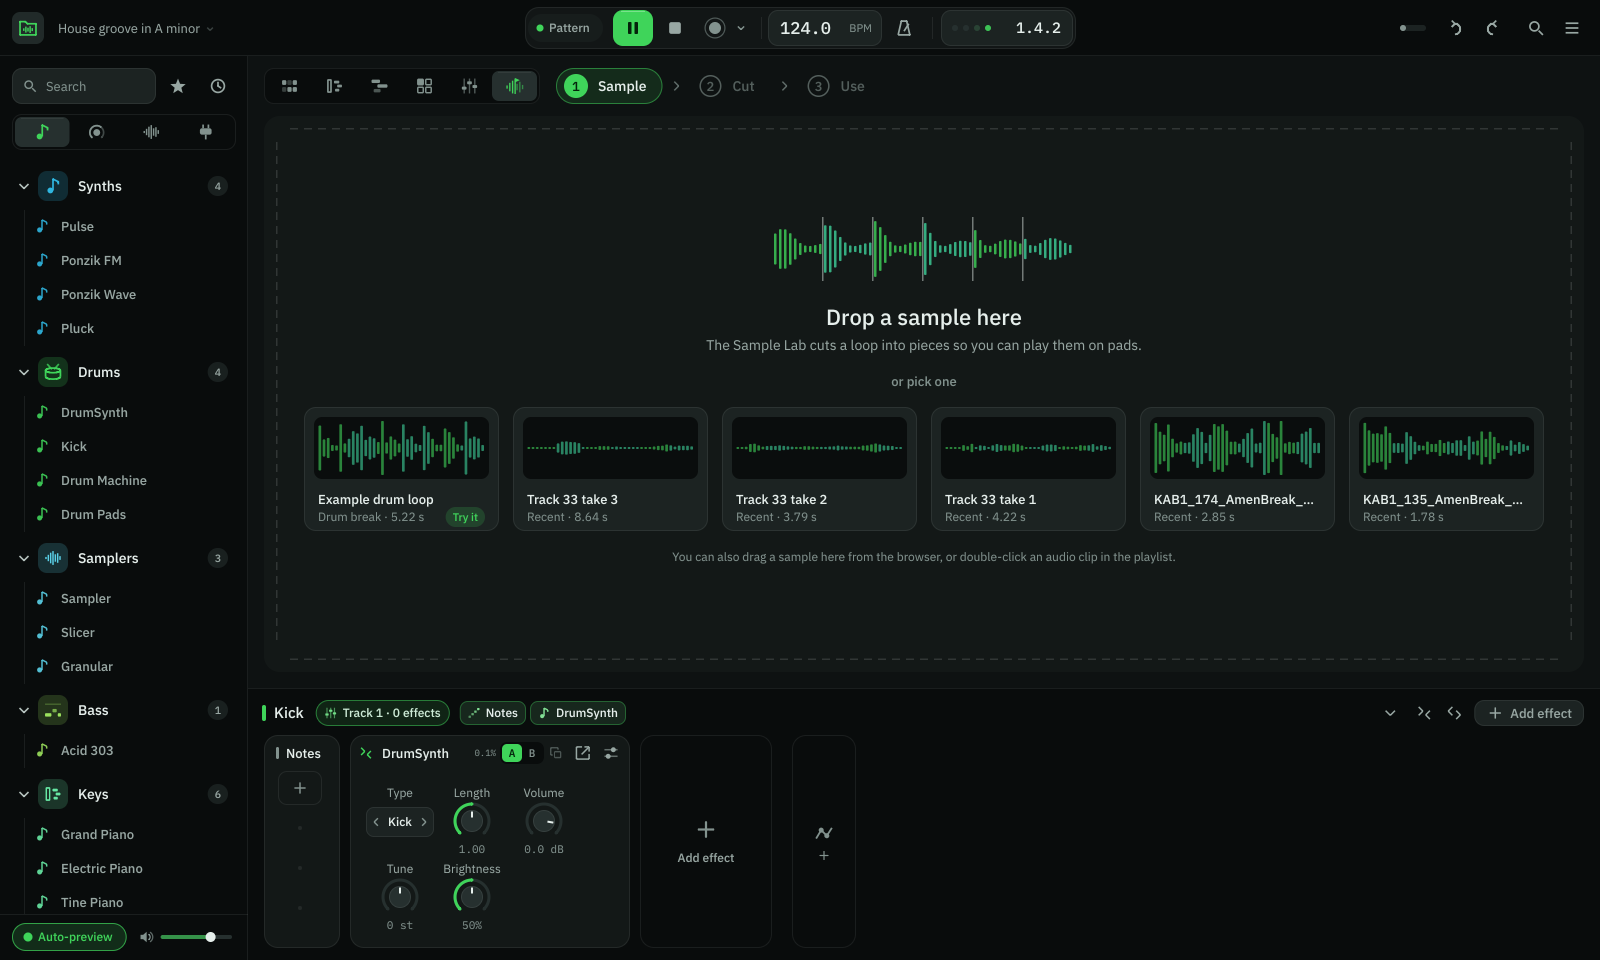 House groove in A minor
Pattern
124.0 BPM
1.4.2
Search
1 Sample
2 Cut
3 Use
Synths 4
Pulse
Ponzik FM
Ponzik Wave
Pluck
Drums 4
DrumSynth
Kick
Drum Machine
Drum Pads
Samplers 3
Sampler
Slicer
Granular
Bass 1
Acid 303
Keys 6
Grand Piano
Electric Piano
Tine Piano
Auto-preview
Drop a sample here
The Sample Lab cuts a loop into pieces so you can play them on pads.
or pick one
Example drum loop
Drum break · 5.22 s
Try it
Track 33 take 3
Recent · 8.64 s
Track 33 take 2
Recent · 3.79 s
Track 33 take 1
Recent · 4.22 s
KAB1_174_AmenBreak_...
Recent · 2.85 s
KAB1_135_AmenBreak_...
Recent · 1.78 s
You can also drag a sample here from the browser, or double-click an audio clip in the playlist.
Kick
Track 1 · 0 effects
Notes
DrumSynth
Add effect
Notes
DrumSynth
0.1% A B
Type
Length
Volume
Kick
1.00
0.0 dB
Tune
Brightness
0 st
50%
Add effect